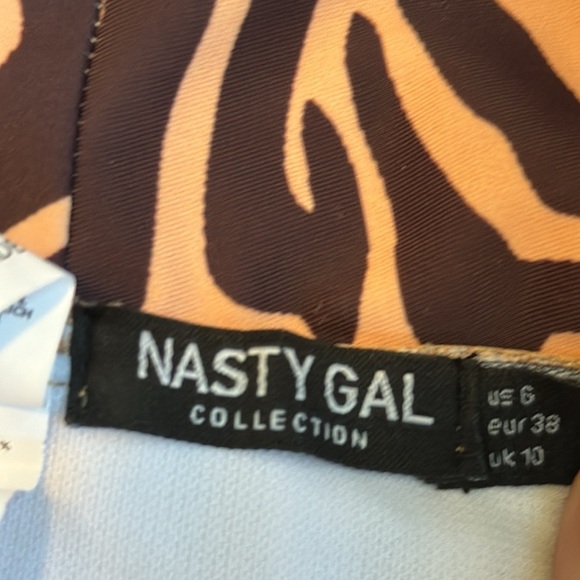 NASTY GAL
COLLECTION
us 6
eur 38
uk 10